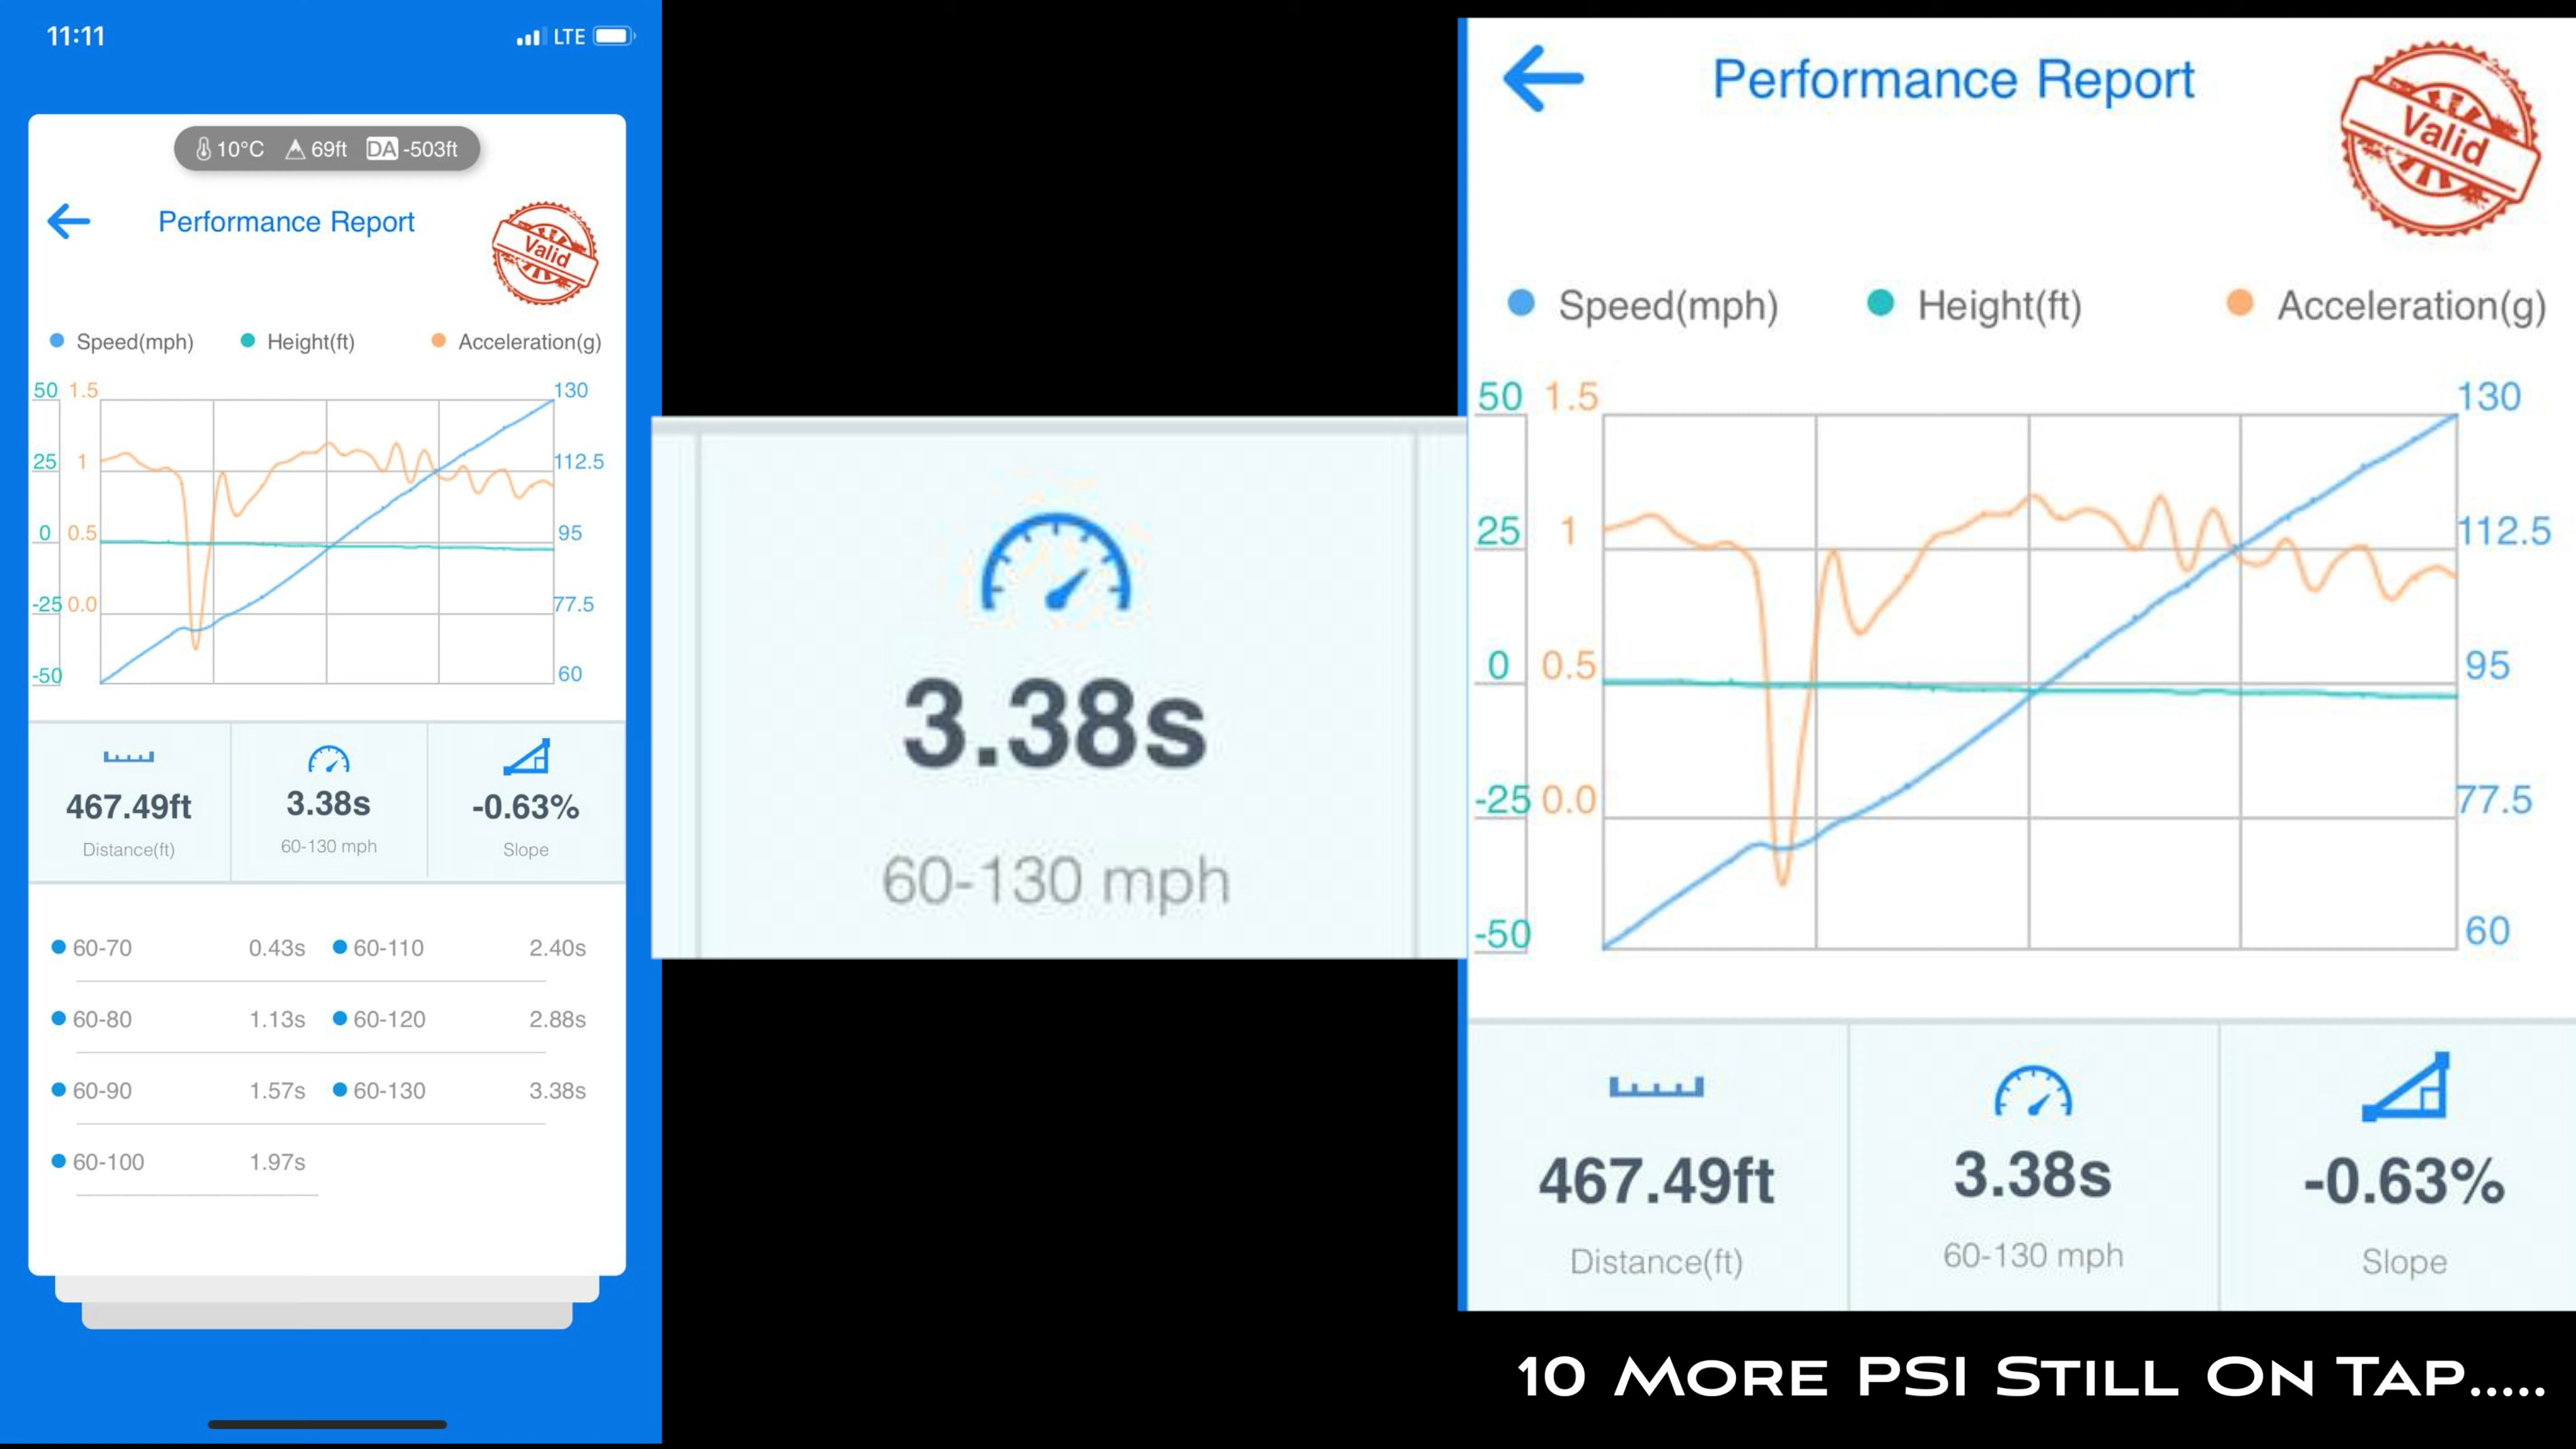 11:11
LTE
10°C 69ft DA -503ft
Performance Report
Valid
Speed(mph) Height(ft) Acceleration(g)
50 1.5 130
25 1 112.5
0 0.5 95
-25 0.0 77.5
-50 60
467.49ft 3.38s -0.63%
Distance(ft) 60-130 mph Slope
60-70 0.43s 60-110 2.40s
60-80 1.13s 60-120 2.88s
60-90 1.57s 60-130 3.38s
60-100 1.97s
3.38s
60-130 mph
Performance Report
Valid
Speed(mph) Height(ft) Acceleration(g)
50 1.5 130
25 1 112.5
0 0.5 95
-25 0.0 77.5
-50 60
467.49ft 3.38s -0.63%
Distance(ft) 60-130 mph Slope
10 More PSI Still On Tap.....